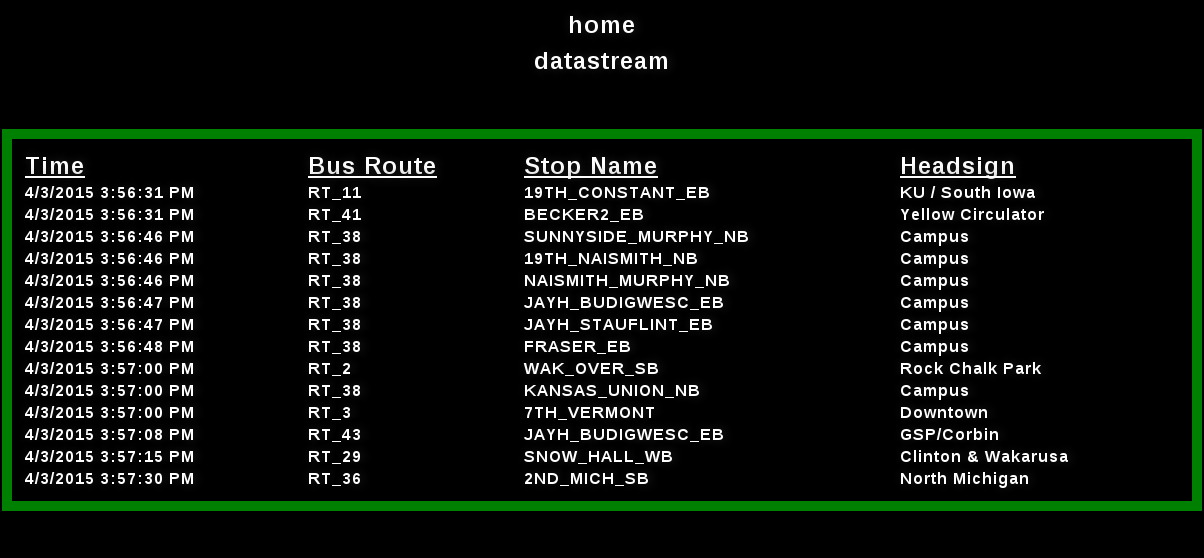 home
datastream
Time Bus Route Stop Name Headsign
4/3/2015 3:56:31 PM RT_11 19TH_CONSTANT_EB KU / South Iowa
4/3/2015 3:56:31 PM RT_41 BECKER2_EB Yellow Circulator
4/3/2015 3:56:46 PM RT_38 SUNNYSIDE_MURPHY_NB Campus
4/3/2015 3:56:46 PM RT_38 19TH_NAISMITH_NB Campus
4/3/2015 3:56:46 PM RT_38 NAISMITH_MURPHY_NB Campus
4/3/2015 3:56:47 PM RT_38 JAYH_BUDIGWESC_EB Campus
4/3/2015 3:56:47 PM RT_38 JAYH_STAUFLINT_EB Campus
4/3/2015 3:56:48 PM RT_38 FRASER_EB Campus
4/3/2015 3:57:00 PM RT_2 WAK_OVER_SB Rock Chalk Park
4/3/2015 3:57:00 PM RT_38 KANSAS_UNION_NB Campus
4/3/2015 3:57:00 PM RT_3 7TH_VERMONT Downtown
4/3/2015 3:57:08 PM RT_43 JAYH_BUDIGWESC_EB GSP/Corbin
4/3/2015 3:57:15 PM RT_29 SNOW_HALL_WB Clinton & Wakarusa
4/3/2015 3:57:30 PM RT_36 2ND_MICH_SB North Michigan